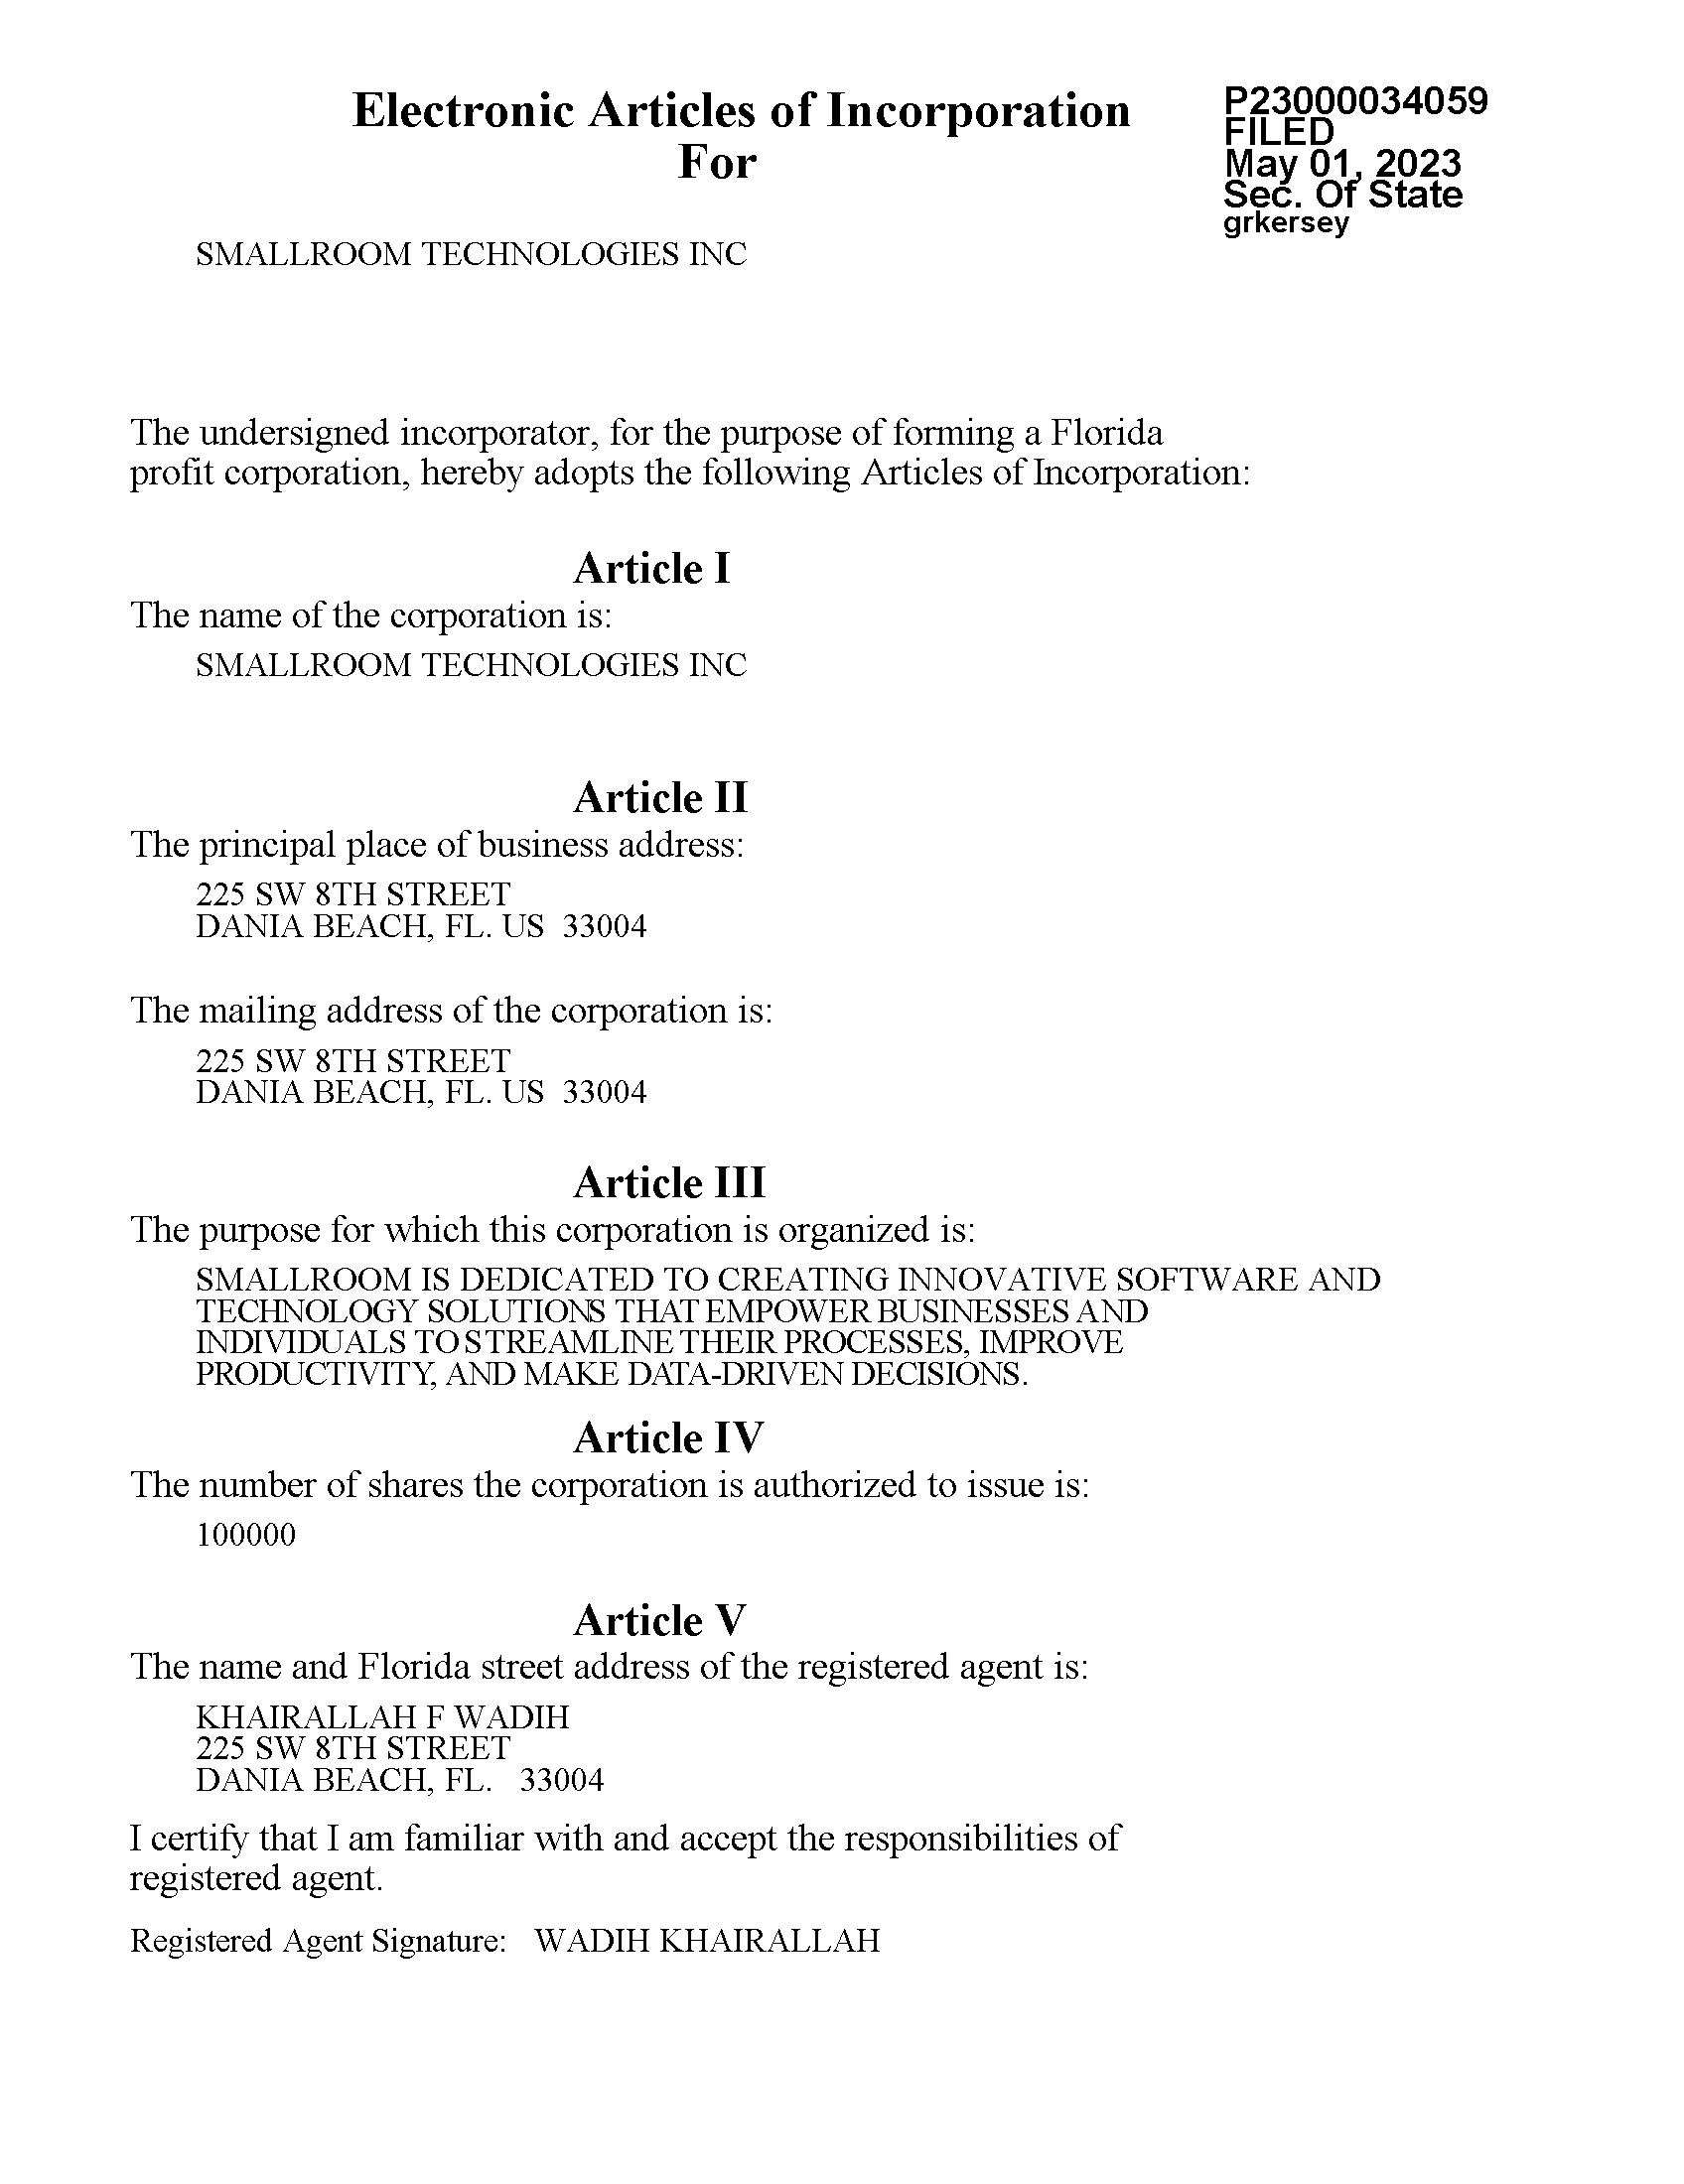 Electronic Articles of Incorporation
For
P23000034059
FILED
May 01, 2023
Sec. Of State
grkersey
SMALLROOM TECHNOLOGIES INC
The undersigned incorporator, for the purpose of forming a Florida
profit corporation, hereby adopts the following Articles of Incorporation:
Article I
The name of the corporation is:
SMALLROOM TECHNOLOGIES INC
Article II
The principal place of business address:
225 SW 8TH STREET
DANIA BEACH, FL. US 33004
The mailing address of the corporation is:
225 SW 8TH STREET
DANIA BEACH, FL. US 33004
Article III
The purpose for which this corporation is organized is:
SMALLROOM IS DEDICATED TO CREATING INNOVATIVE SOFTWARE AND
TECHNOLOGY SOLUTIONS THAT EMPOWER BUSINESSES AND
INDIVIDUALS TO STREAMLINE THEIR PROCESSES, IMPROVE
PRODUCTIVITY, AND MAKE DATA-DRIVEN DECISIONS.
Article IV
The number of shares the corporation is authorized to issue is:
100000
Article V
The name and Florida street address of the registered agent is:
KHAIRALLAH F WADIH
225 SW 8TH STREET
DANIA BEACH, FL. 33004
I certify that I am familiar with and accept the responsibilities of
registered agent.
Registered Agent Signature: WADIH KHAIRALLAH